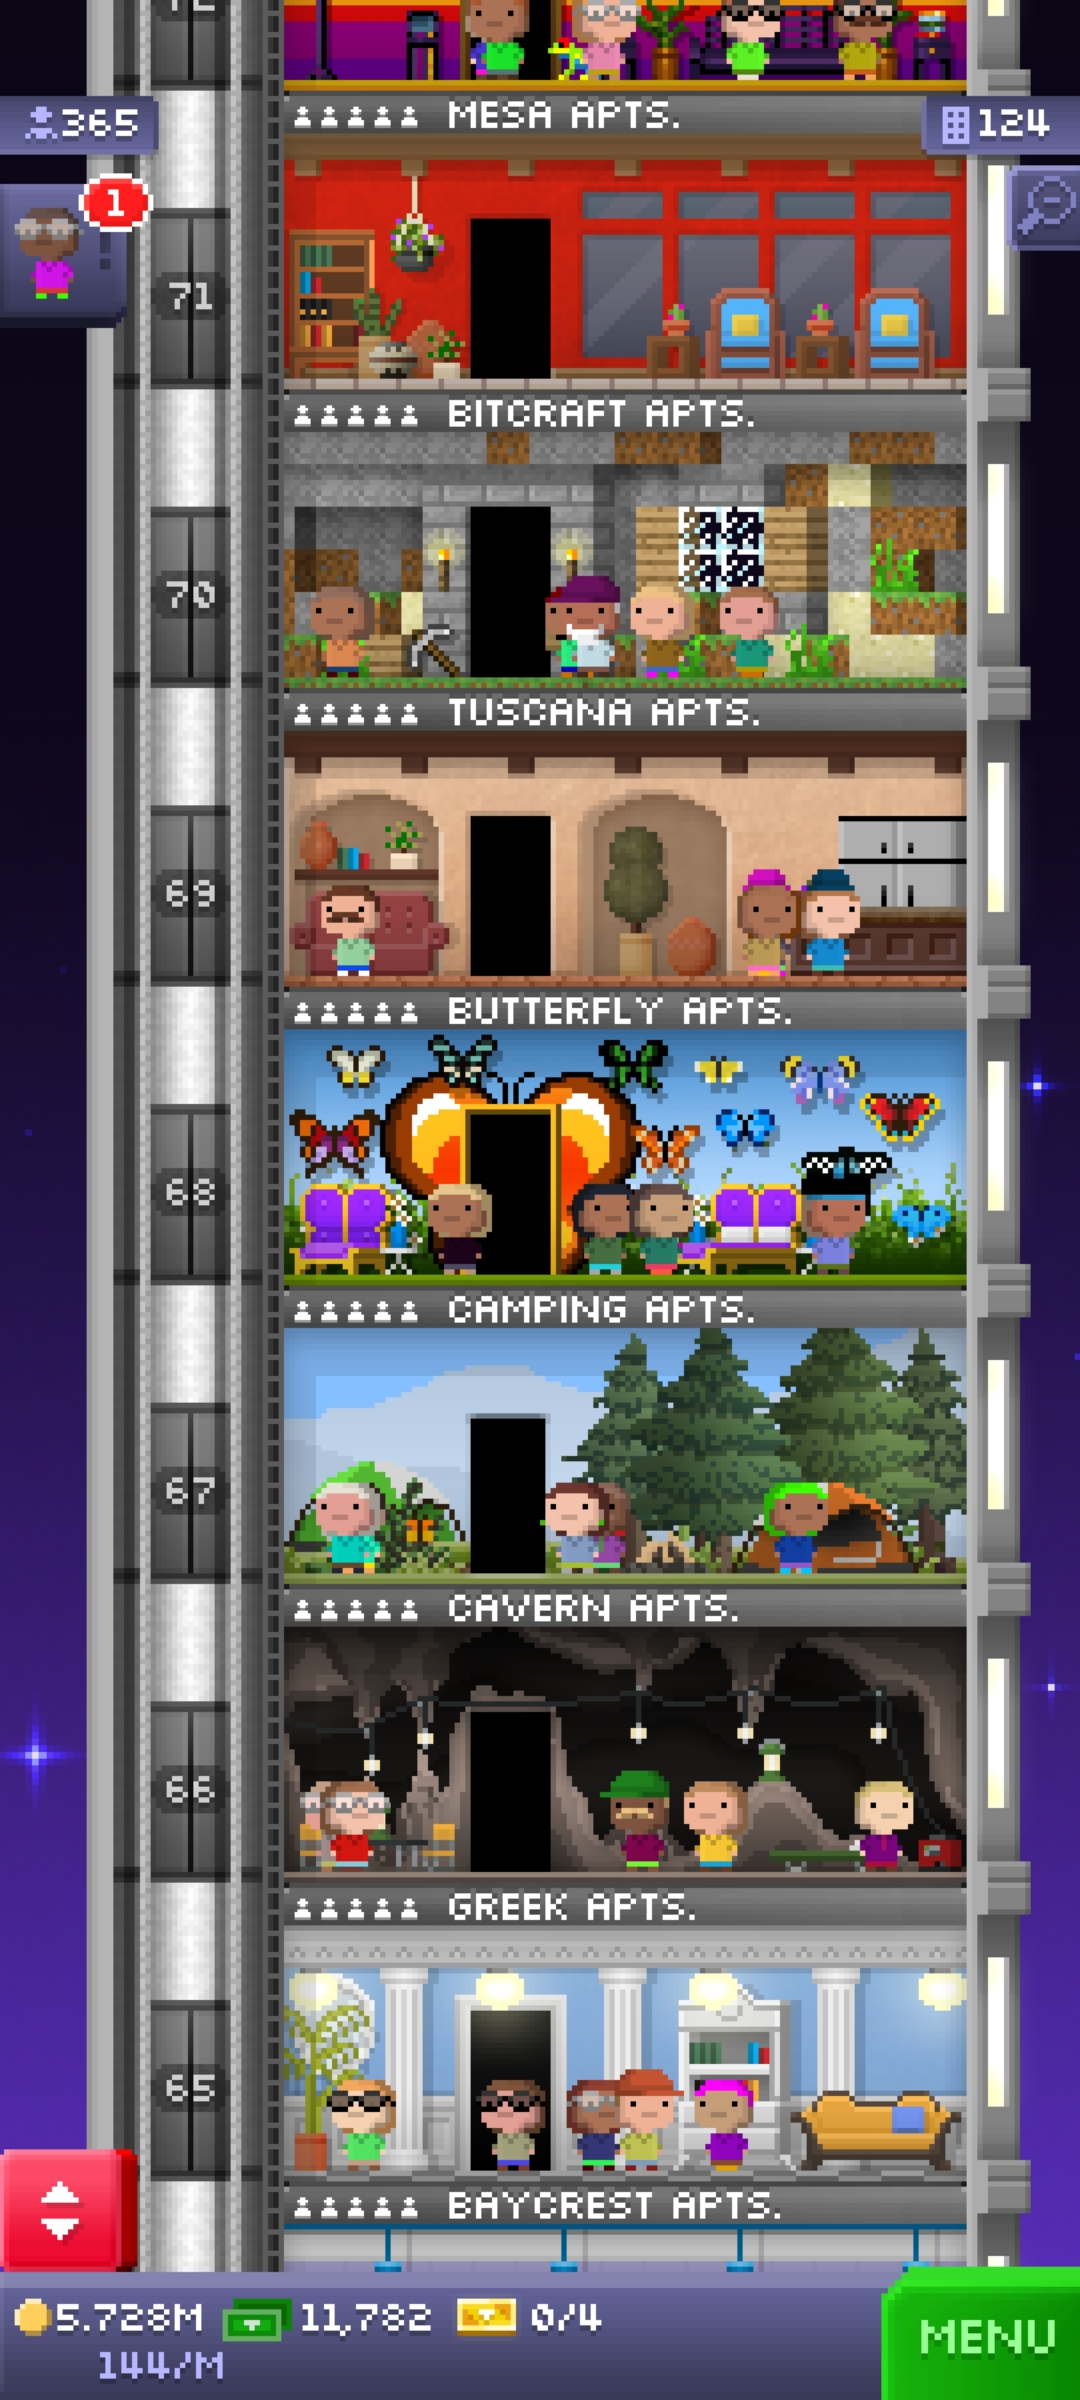 72
MESA APTS.
365
124
1
71
BITCRAFT APTS.
70
TUSCANA APTS.
69
BUTTERFLY APTS.
68
CAMPING APTS.
67
CAVERN APTS.
66
GREEK APTS.
65
BAYCREST APTS.
5.728M 11,782 0/4
144/M
MENU